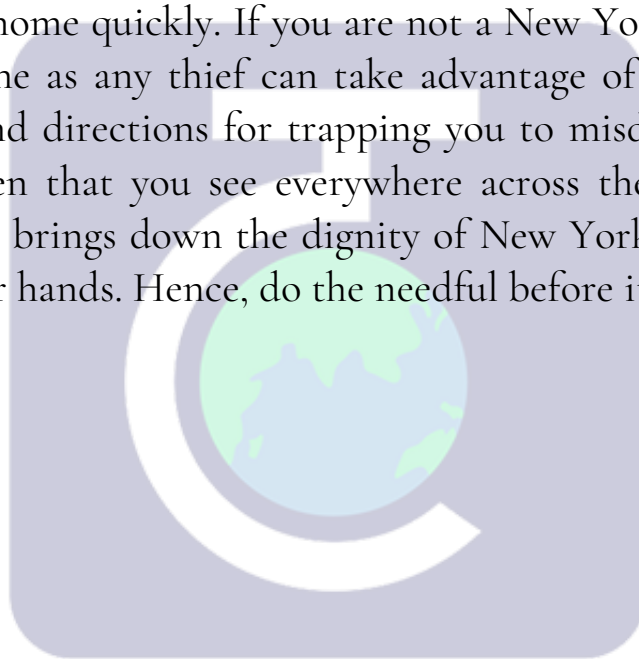 home quickly. If you are not a New Yo
ne as any thief can take advantage of
nd directions for trapping you to misd
en that you see everywhere across the
brings down the dignity of New York
r hands. Hence, do the needful before i